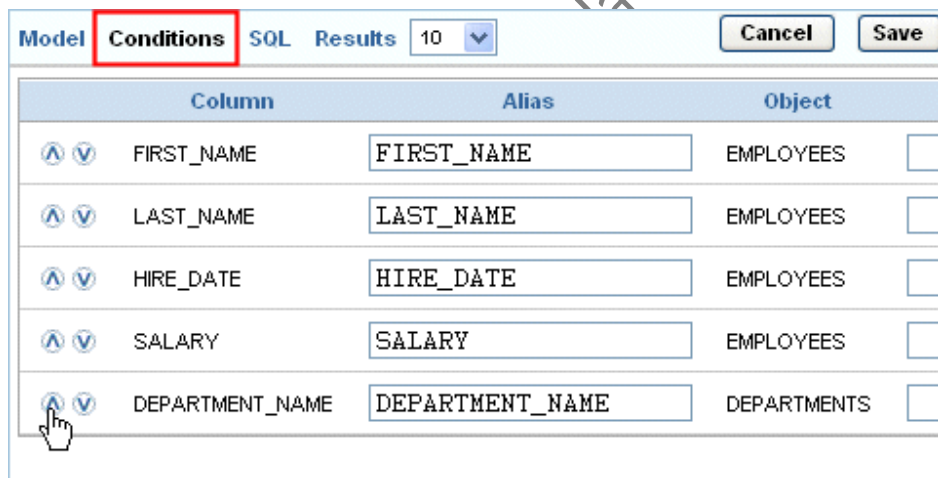 Model Conditions SQL Results 10 Cancel Save
Column Alias Object
FIRST_NAME FIRST_NAME EMPLOYEES
LAST_NAME LAST_NAME EMPLOYEES
HIRE_DATE HIRE_DATE EMPLOYEES
SALARY SALARY EMPLOYEES
DEPARTMENT_NAME DEPARTMENT_NAME DEPARTMENTS